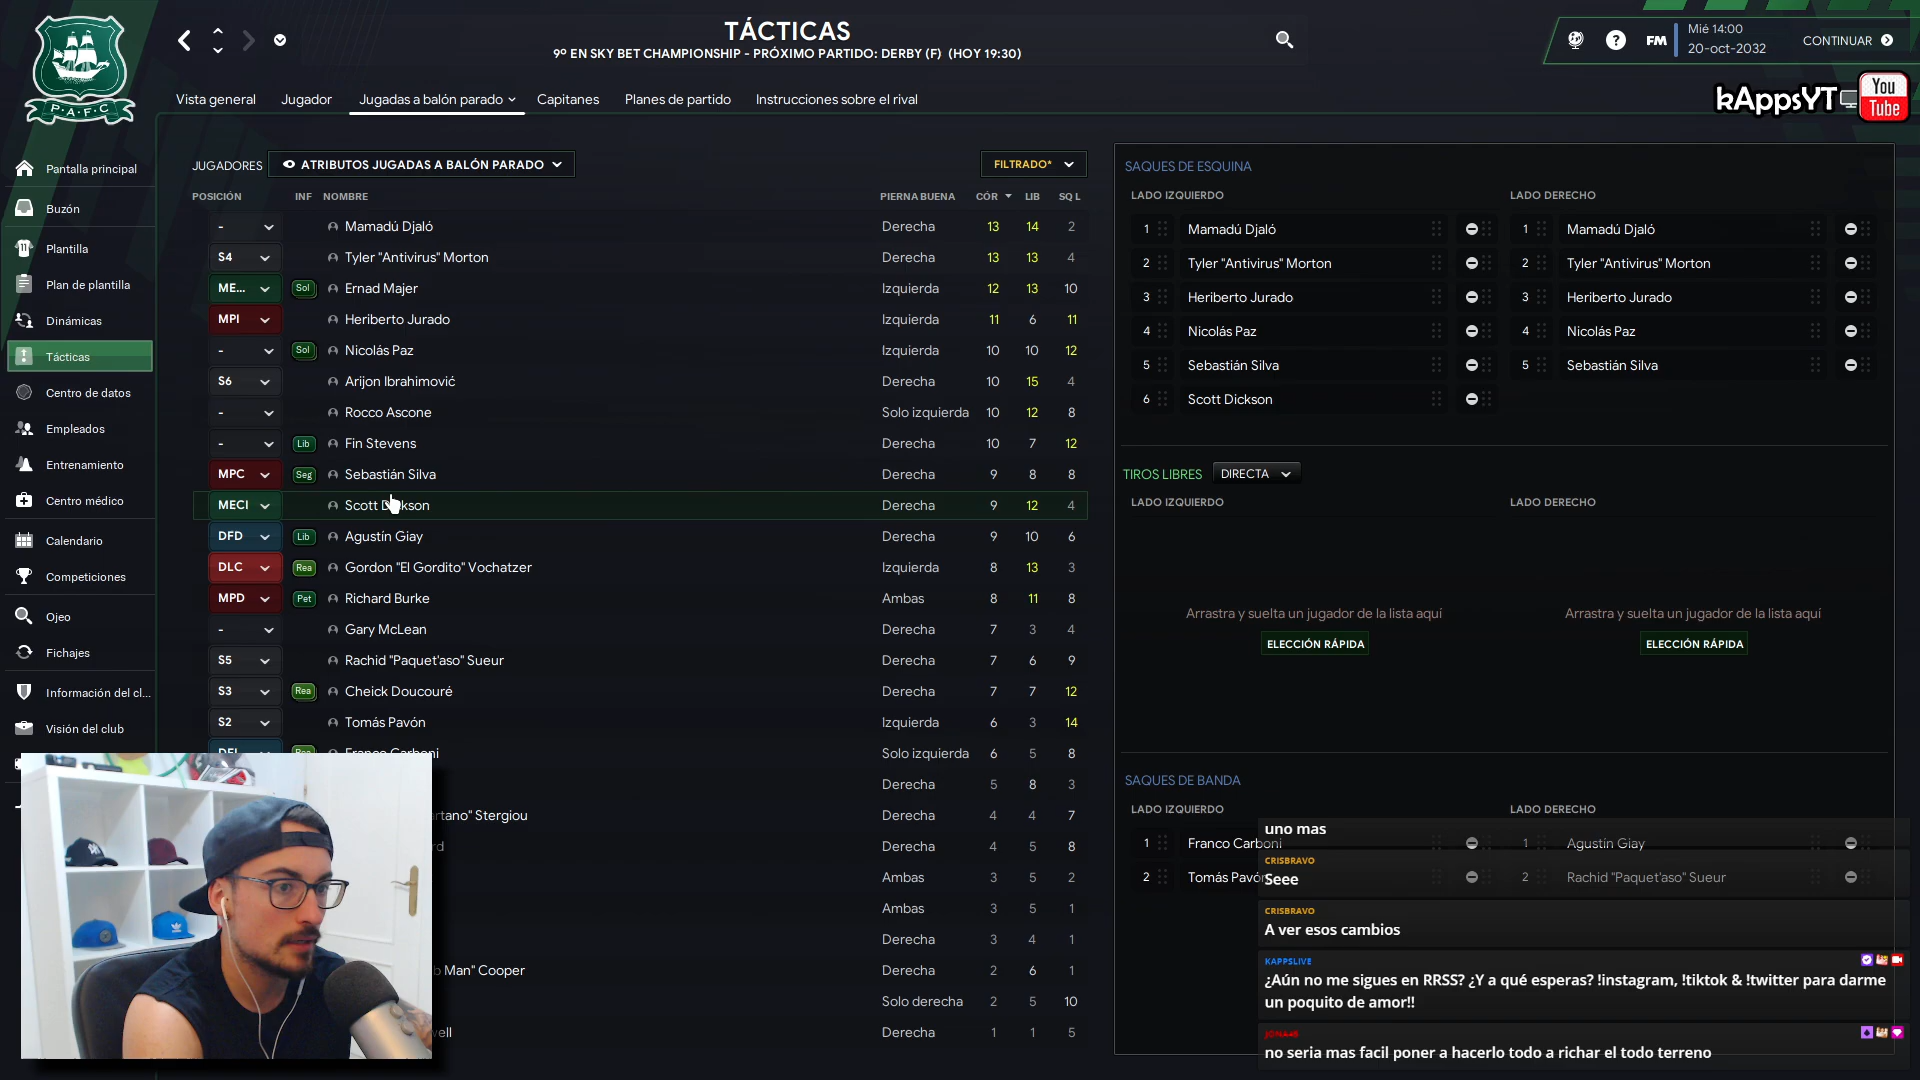 TÁCTICAS
9º EN SKY BET CHAMPIONSHIP - PRÓXIMO PARTIDO: DERBY (F) (HOY 19:30)
FM
Mié 14:00
20-oct-2032
CONTINUAR
P.A.F.C
Vista general
Jugador
Jugadas a balón parado
Capitanes
Planes de partido
Instrucciones sobre el rival
kAppsYT
You
Tube
Pantalla principal
Buzón
Plantilla
Plan de plantilla
Dinámicas
Tácticas
Centro de datos
Empleados
Entrenamiento
Centro médico
Calendario
Competiciones
Ojeo
Fichajes
Información del cl...
Visión del club
JUGADORES
ATRIBUTOS JUGADAS A BALÓN PARADO
FILTRADO*
POSICIÓN INF NOMBRE PIERNA BUENA CÓR LIB SQ L
- Mamadú Djaló Derecha 13 14 2
S4 Tyler "Antivirus" Morton Derecha 13 13 4
ME... Sol Ernad Majer Izquierda 12 13 10
MPI Heriberto Jurado Izquierda 11 6 11
- Sol Nicolás Paz Izquierda 10 10 12
S6 Arijon Ibrahimović Derecha 10 15 4
- Rocco Ascone Solo izquierda 10 12 8
- Lib Fin Stevens Derecha 10 7 12
MPC Seg Sebastián Silva Derecha 9 8 8
MECI Scott Dickson Derecha 9 12 4
DFD Lib Agustín Giay Derecha 9 10 6
DLC Rea Gordon "El Gordito" Vochatzer Izquierda 8 13 3
MPD Pet Richard Burke Ambas 8 11 8
- Gary McLean Derecha 7 3 4
S5 Rachid "Paquet'aso" Sueur Derecha 7 6 9
S3 Rea Cheick Doucouré Derecha 7 7 12
S2 Tomás Pavón Izquierda 6 3 14
Franco Carboni Solo izquierda 6 5 8
Derecha 5 8 3
rtano" Stergiou Derecha 4 4 7
rd Derecha 4 5 8
Ambas 3 5 2
Ambas 3 5 1
Derecha 3 4 1
b Man" Cooper Derecha 2 6 1
Solo derecha 2 5 10
well Derecha 1 1 5
SAQUES DE ESQUINA
LADO IZQUIERDO
1 Mamadú Djaló
2 Tyler "Antivirus" Morton
3 Heriberto Jurado
4 Nicolás Paz
5 Sebastián Silva
6 Scott Dickson
LADO DERECHO
1 Mamadú Djaló
2 Tyler "Antivirus" Morton
3 Heriberto Jurado
4 Nicolás Paz
5 Sebastián Silva
TIROS LIBRES DIRECTA
LADO IZQUIERDO
Arrastra y suelta un jugador de la lista aquí
ELECCIÓN RÁPIDA
LADO DERECHO
Arrastra y suelta un jugador de la lista aquí
ELECCIÓN RÁPIDA
SAQUES DE BANDA
LADO IZQUIERDO
1 Franco Carboni
2 Tomás Pavón
LADO DERECHO
1 Agustín Giay
2 Rachid "Paquet'aso" Sueur
uno mas
CRISBRAVO
Seee
CRISBRAVO
A ver esos cambios
KAPPSLIVE
¿Aún no me sigues en RRSS? ¿Y a qué esperas? !instagram, !tiktok & !twitter para darme
un poquito de amor!!
no seria mas facil poner a hacerlo todo a richar el todo terreno